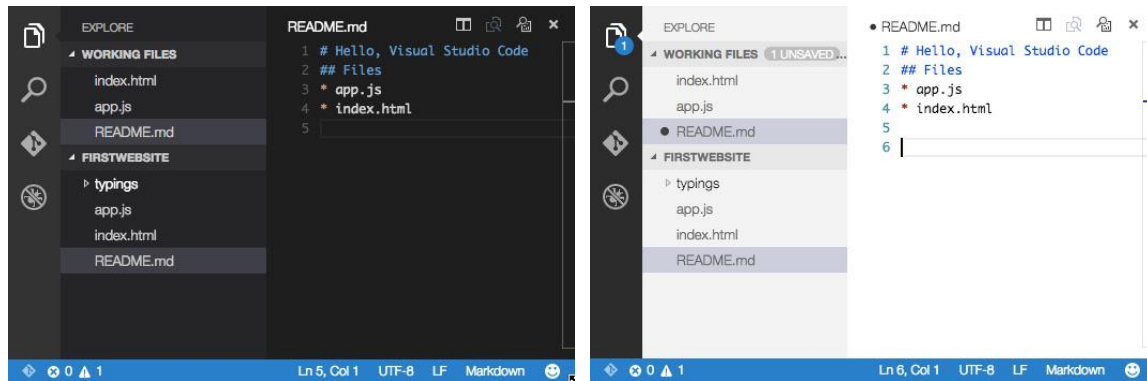 EXPLORE
WORKING FILES
index.html
app.js
README.md
FIRSTWEBSITE
typings
app.js
index.html
README.md
README.md
1 # Hello, Visual Studio Code
2 ## Files
3 * app.js
4 * index.html
5
0 1 Ln 5, Col 1 UTF-8 LF Markdown
1
EXPLORE
WORKING FILES 1 UNSAVED...
index.html
app.js
README.md
FIRSTWEBSITE
typings
app.js
index.html
README.md
README.md
1 # Hello, Visual Studio Code
2 ## Files
3 * app.js
4 * index.html
5
6
0 1 Ln 6, Col 1 UTF-8 LF Markdown